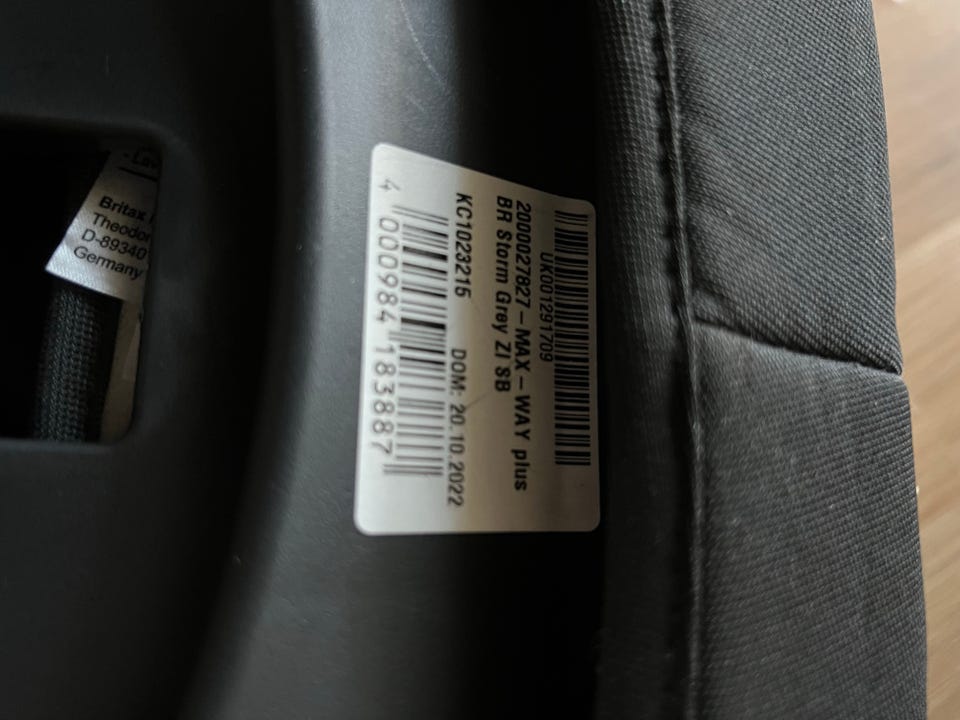 UK001291709
2000027827-MAX-WAY plus
BR Storm Grey ZI SB
KC1023215 DOM: 20.10.2022
4 000984 183887
Britax
Theodor
D-89340
Germany